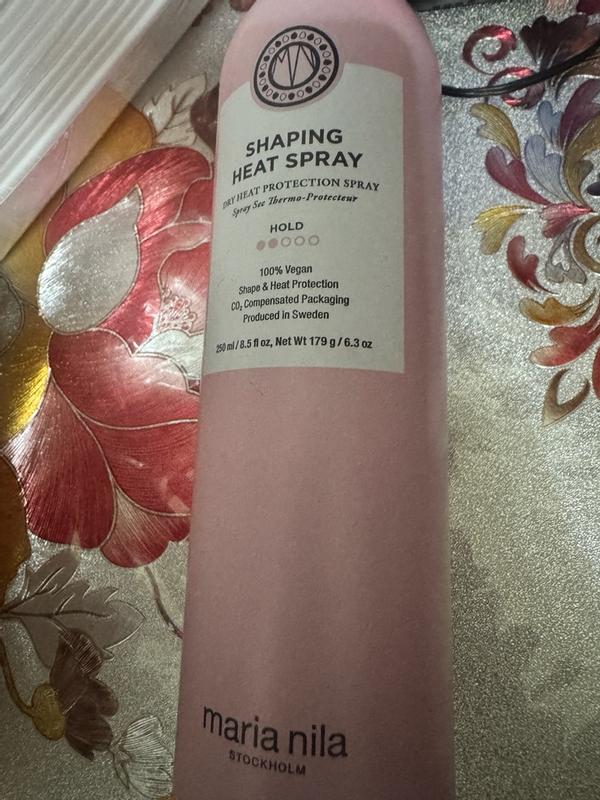 MN
SHAPING
HEAT SPRAY
DRY HEAT PROTECTION SPRAY
Spray Sec Thermo-Protecteur
HOLD
100% Vegan
Shape & Heat Protection
CO₂ Compensated Packaging
Produced in Sweden
250 ml / 8.5 fl oz, Net Wt 179 g / 6.3 oz
maria nila
STOCKHOLM